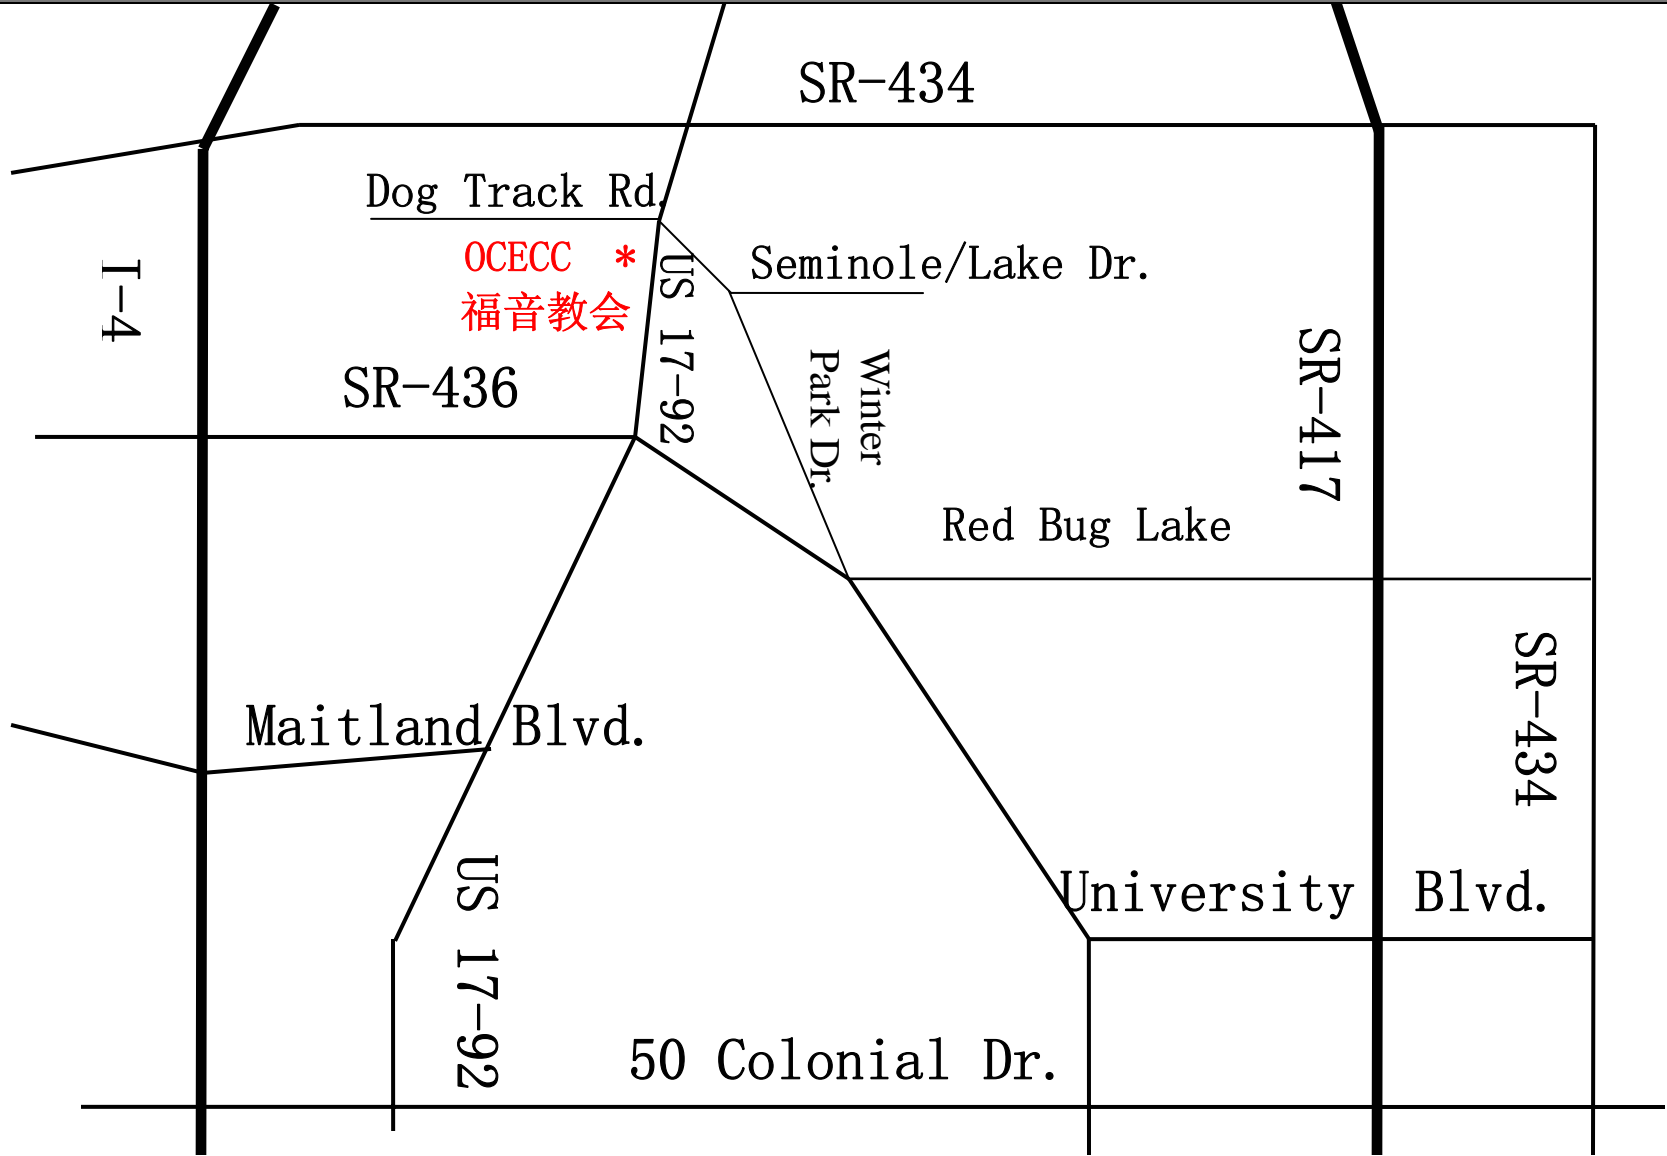 SR-434
Dog Track Rd.
OCECC *
福音教会
Seminole/Lake Dr.
I-4
US 17-92
SR-436
Winter
Park Dr.
SR-417
Red Bug Lake
SR-434
Maitland Blvd.
US 17-92
University Blvd.
50 Colonial Dr.